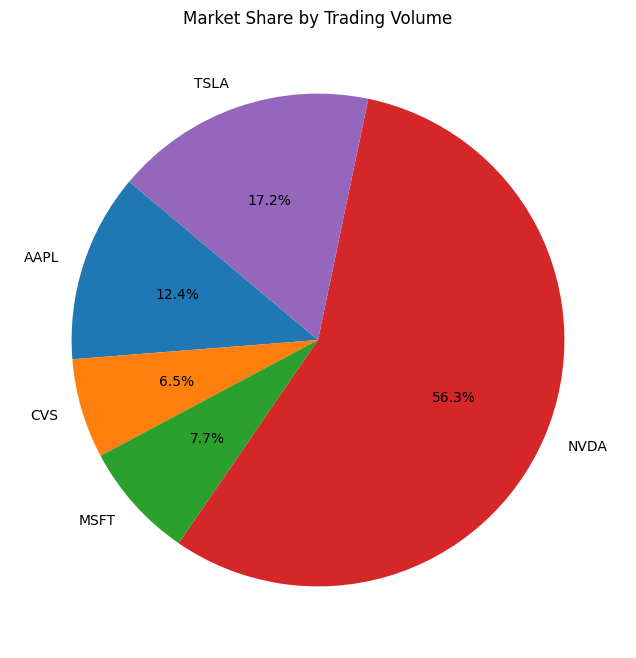 Market Share by Trading Volume
TSLA
17.2%
AAPL
12.4%
CVS
6.5%
56.3%
7.7%
NVDA
MSFT